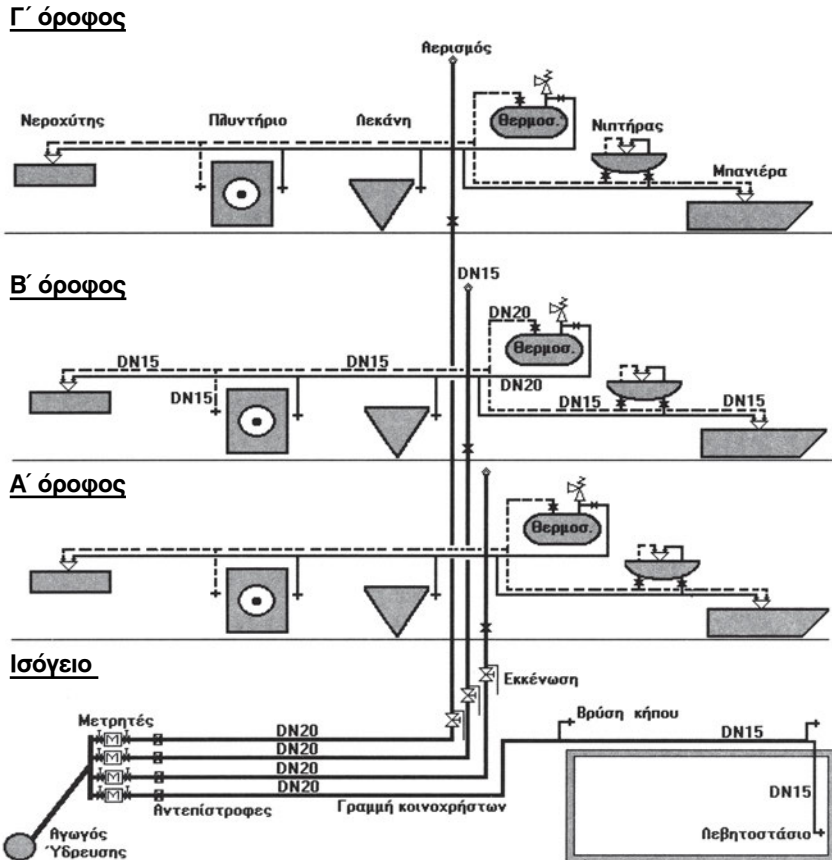 Γ΄ όροφος
Αερισμός
Νεροχύτης
Πλυντήριο
Λεκάνη
Θερμοσ.
Νιπτήρας
Μπανιέρα
Β΄ όροφος
DN15
DN20
Θερμοσ.
DN15
DN15
DN15
DN20
DN15
DN15
Α΄ όροφος
Θερμοσ.
Ισόγειο
Εκκένωση
Μετρητές
Βρύση κήπου
DN20
DN15
DN20
M
M
DN20
M
DN20
M
DN15
Αντεπίστροφες
Γραμμή κοινοχρήστων
Αγωγός
Ύδρευσης
Λεβητοστάσιο